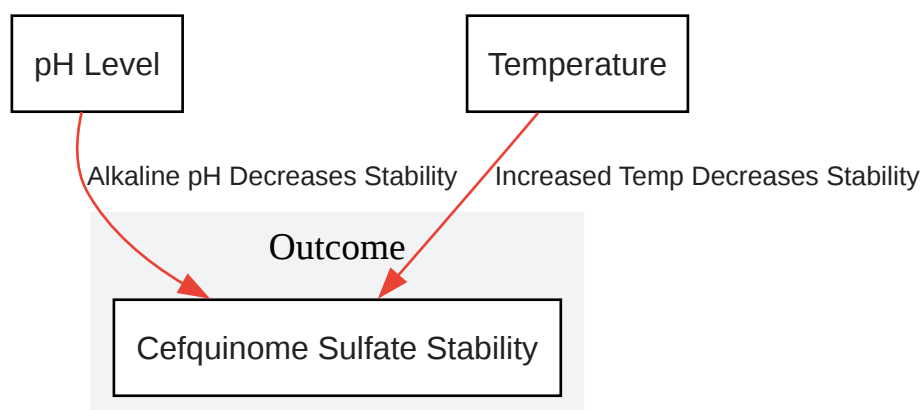 pH Level
Temperature
Alkaline pH Decreases Stability
Increased Temp Decreases Stability
Outcome
Cefquinome Sulfate Stability